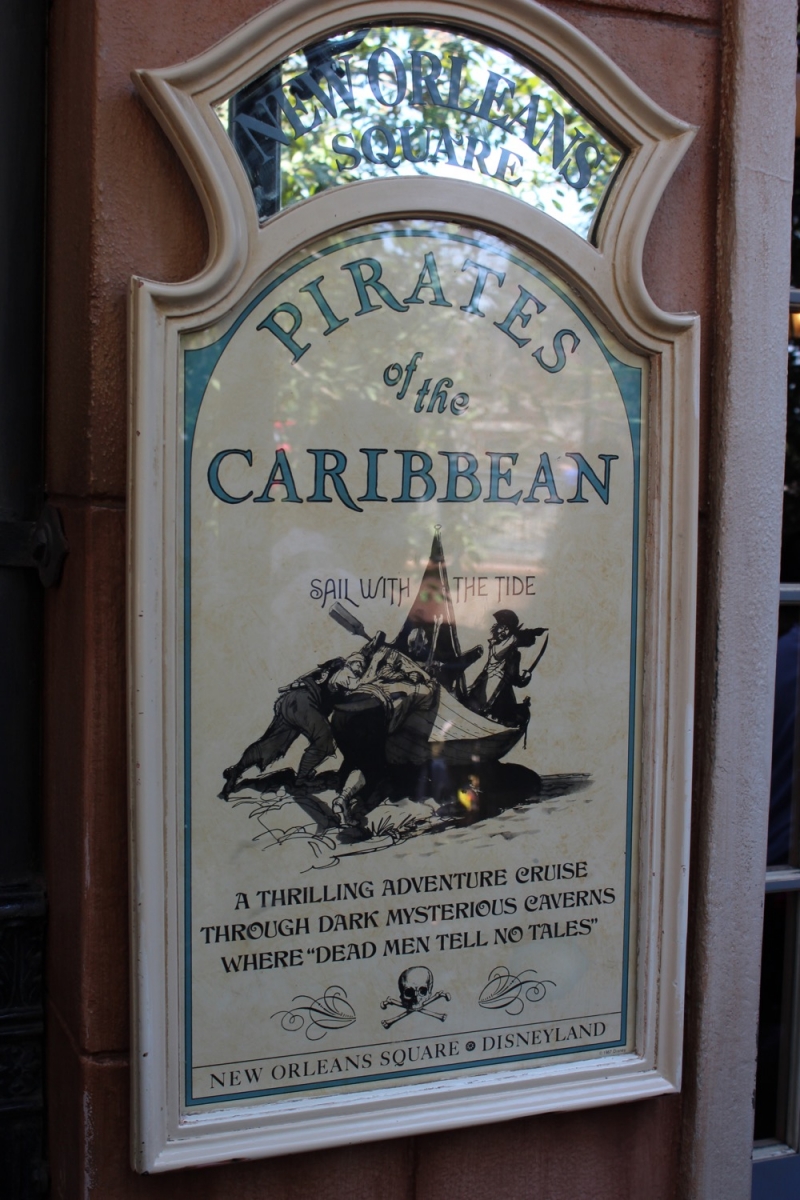 NEW ORLEANS
SQUARE
PIRATES
of the
CARIBBEAN
SAIL WITH THE TIDE
A THRILLING ADVENTURE CRUISE
THROUGH DARK MYSTERIOUS CAVERNS
WHERE "DEAD MEN TELL NO TALES"
NEW ORLEANS SQUARE DISNEYLAND